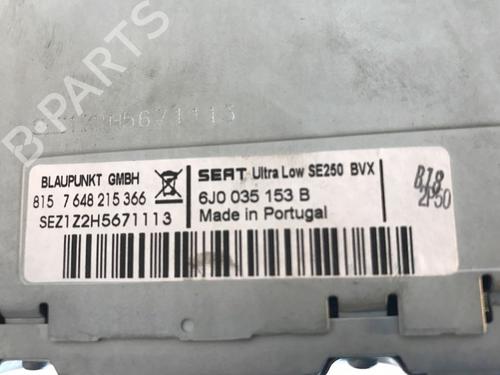 SEZ1Z2H5671113
BLAUPUNKT GMBH
815 7 648 215 366
SEZ1Z2H5671113
SEAT Ultra Low SE250 BVX
6J0 035 153 B
Made in Portugal
B18
2P50
B-PARTS